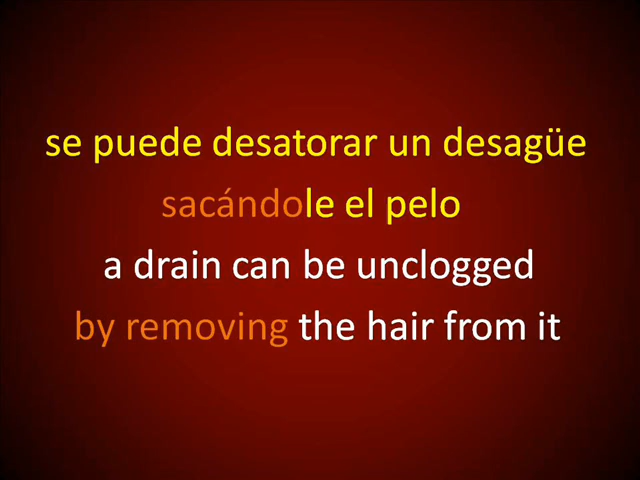 se puede desatorar un desagüe
sacándole el pelo
a drain can be unclogged
by removing the hair from it